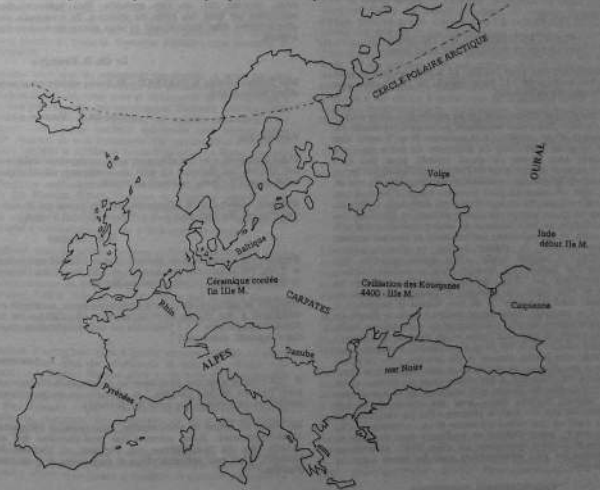 CERCLE POLAIRE ARCTIQUE
OURAL
Volga
Inde
début IIe M.
Baltique
Céramique cordée
fin IIIe M.
Civilisation des Kourganes
4400 - IIIe M.
CARPATES
Caspienne
Rhin
ALPES
Danube
mer Noire
Pyrénées